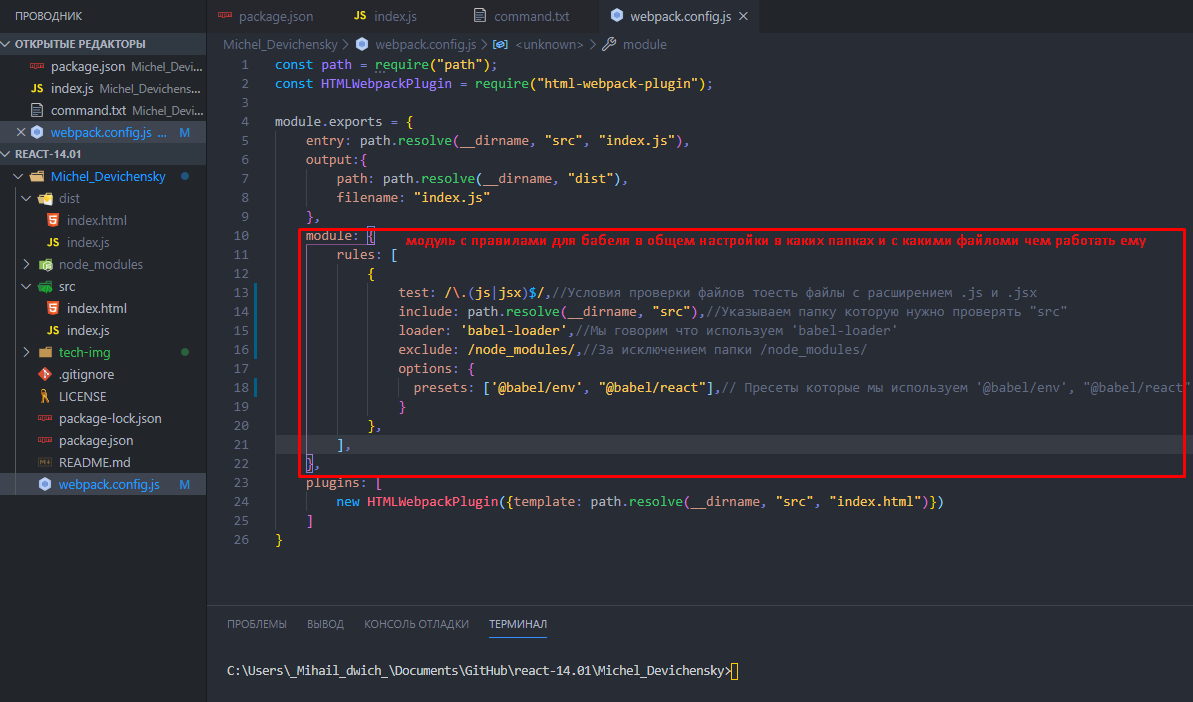 ПРОВОДНИК
ОТКРЫТЫЕ РЕДАКТОРЫ
package.json Michel_Devi...
JS index.js Michel_Devichens...
command.txt Michel_Devi...
webpack.config.js ... M
REACT-14.01
Michel_Devichensky
dist
index.html
JS index.js
node_modules
src
index.html
JS index.js
tech-img
.gitignore
LICENSE
package-lock.json
package.json
README.md
webpack.config.js M
package.json JS index.js command.txt webpack.config.js
Michel_Devichensky > webpack.config.js > <unknown> > module
1 const path = require("path");
2 const HTMLWebpackPlugin = require("html-webpack-plugin");
3
4 module.exports = {
5 entry: path.resolve(__dirname, "src", "index.js"),
6 output:{
7 path: path.resolve(__dirname, "dist"),
8 filename: "index.js"
9 },
10 module: { модуль с правилами для бабеля в общем настройки в каких папках и с какими файломи чем работать ему
11 rules: [
12 {
13 test: /\.(js|jsx)$/,//Условия проверки файлов тоесть файлы с расширением .js и .jsx
14 include: path.resolve(__dirname, "src"),//Указываем папку которую нужно проверять "src"
15 loader: 'babel-loader',//Мы говорим что используем 'babel-loader'
16 exclude: /node_modules/,//За исключением папки /node_modules/
17 options: {
18 presets: ['@babel/env', "@babel/react"],// Пресеты которые мы используем '@babel/env', "@babel/react"
19 }
20 },
21 ],
22 },
23 plugins: [
24 new HTMLWebpackPlugin({template: path.resolve(__dirname, "src", "index.html")})
25 ]
26 }
ПРОБЛЕМЫ ВЫВОД КОНСОЛЬ ОТЛАДКИ ТЕРМИНАЛ
C:\Users\_Mihail_dwich_\Documents\GitHub\react-14.01\Michel_Devichensky>